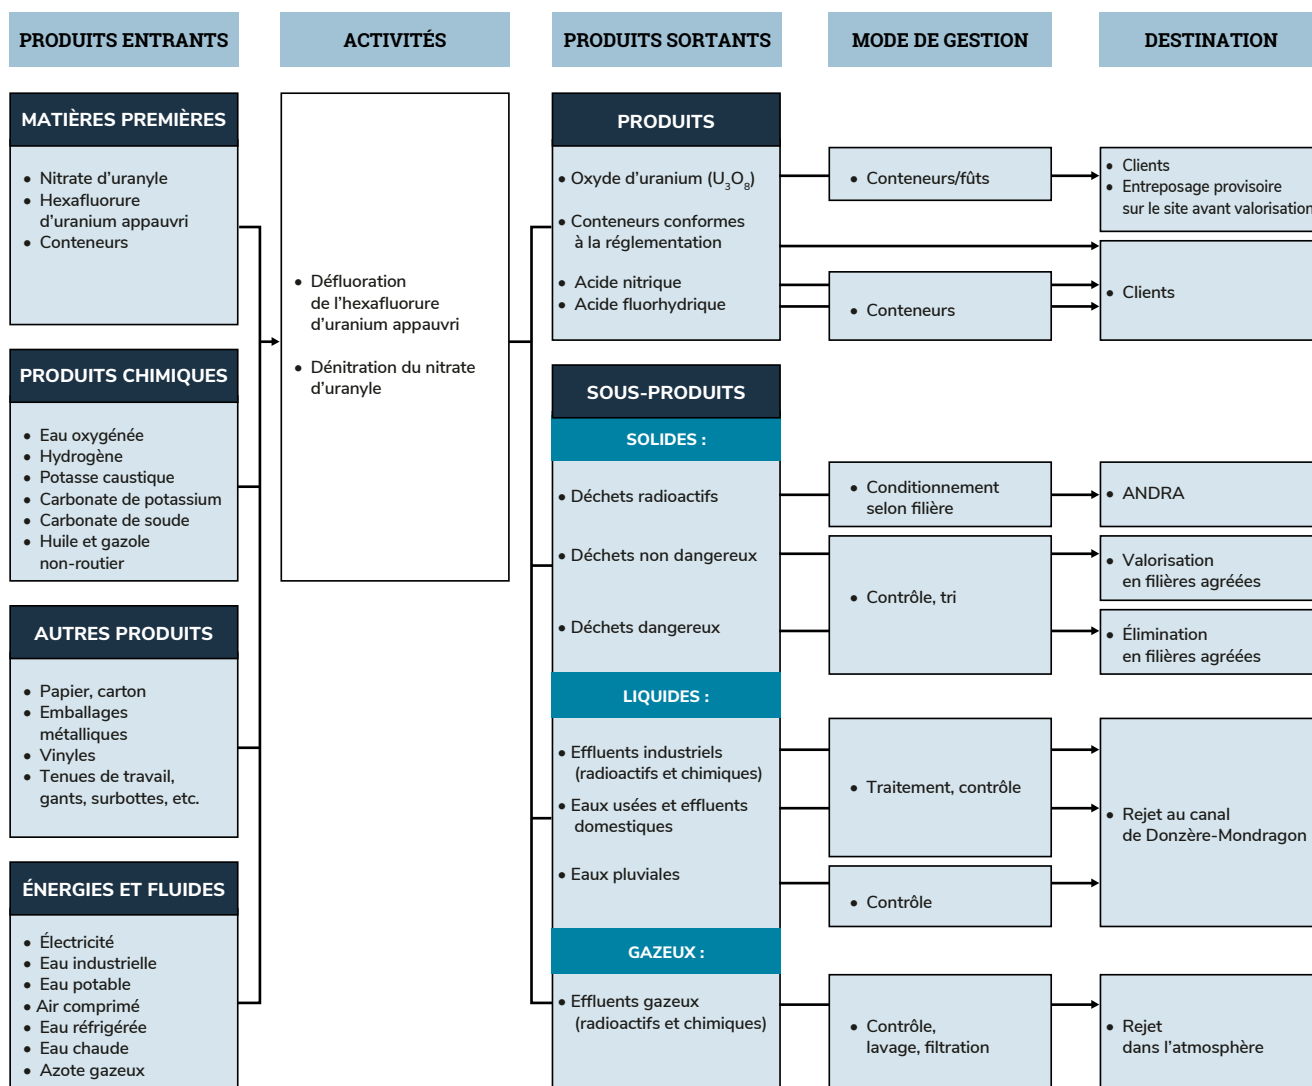 PRODUITS ENTRANTS
ACTIVITÉS
PRODUITS SORTANTS
MODE DE GESTION
DESTINATION
MATIÈRES PREMIÈRES
• Nitrate d'uranyle
• Hexafluorure
d'uranium appauvri
• Conteneurs
PRODUITS CHIMIQUES
• Eau oxygénée
• Hydrogène
• Potasse caustique
• Carbonate de potassium
• Carbonate de soude
• Huile et gazole
non-routier
AUTRES PRODUITS
• Papier, carton
• Emballages
métalliques
• Vinyles
• Tenues de travail,
gants, surbottes, etc.
ÉNERGIES ET FLUIDES
• Électricité
• Eau industrielle
• Eau potable
• Air comprimé
• Eau réfrigérée
• Eau chaude
• Azote gazeux
• Défluoration
de l'hexafluorure
d'uranium appauvri
• Dénitration du nitrate
d'uranyle
PRODUITS
• Oxyde d'uranium (U₃O₈)
• Conteneurs conformes
à la réglementation
• Acide nitrique
• Acide fluorhydrique
SOUS-PRODUITS
SOLIDES :
• Déchets radioactifs
• Déchets non dangereux
• Déchets dangereux
LIQUIDES :
• Effluents industriels
(radioactifs et chimiques)
• Eaux usées et effluents
domestiques
• Eaux pluviales
GAZEUX :
• Effluents gazeux
(radioactifs et chimiques)
• Conteneurs/fûts
• Conteneurs
• Conditionnement
selon filière
• Contrôle, tri
• Traitement, contrôle
• Contrôle
• Contrôle,
lavage, filtration
• Clients
• Entreposage provisoire
sur le site avant valorisation
• Clients
• ANDRA
• Valorisation
en filières agréées
• Élimination
en filières agréées
• Rejet au canal
de Donzère-Mondragon
• Rejet
dans l'atmosphère